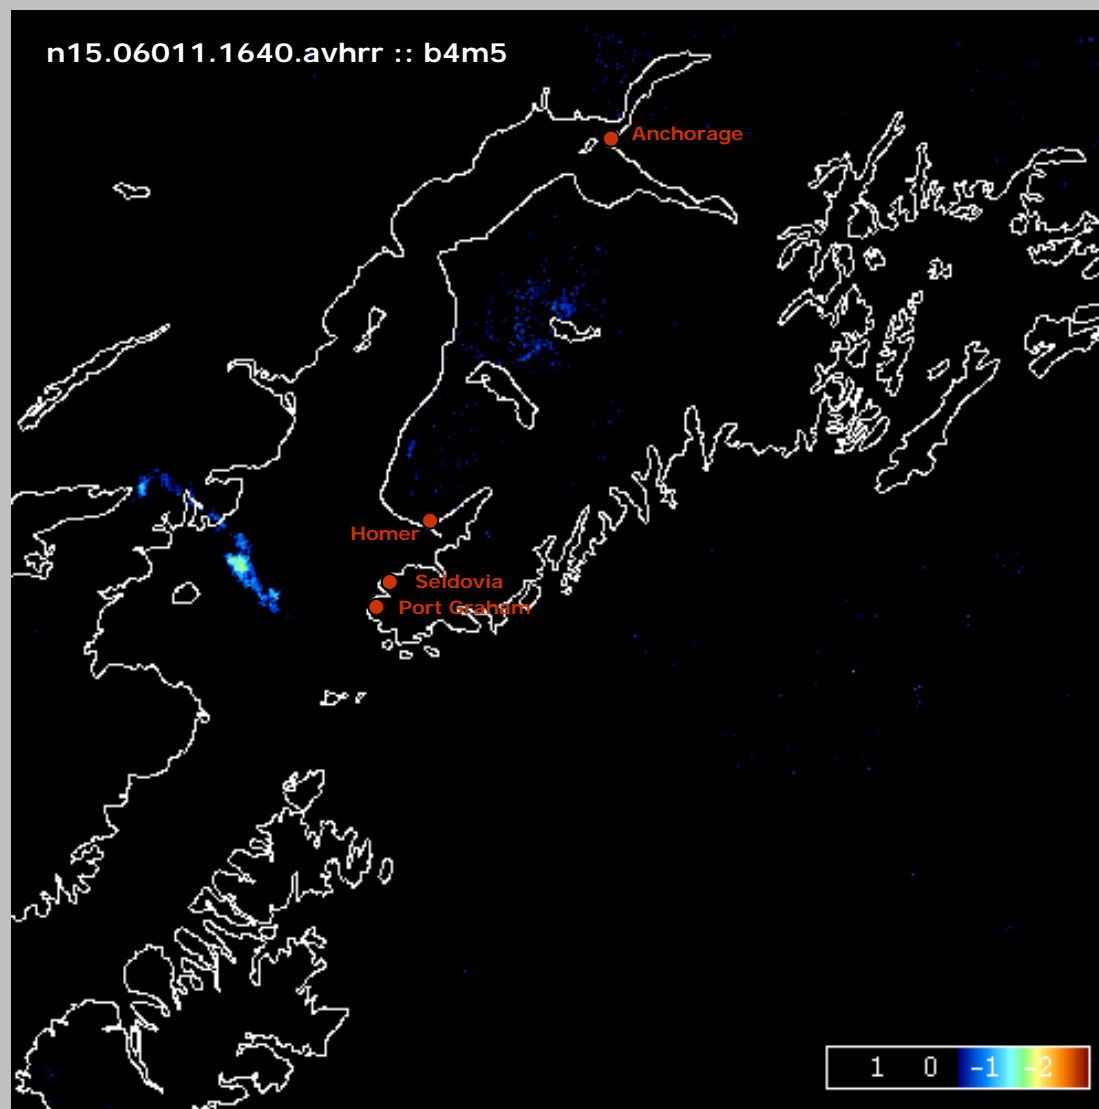 n15.06011.1640.avhrr :: b4m5
Anchorage
Homer
Seldovia
Port Graham
1 0 -1 -2